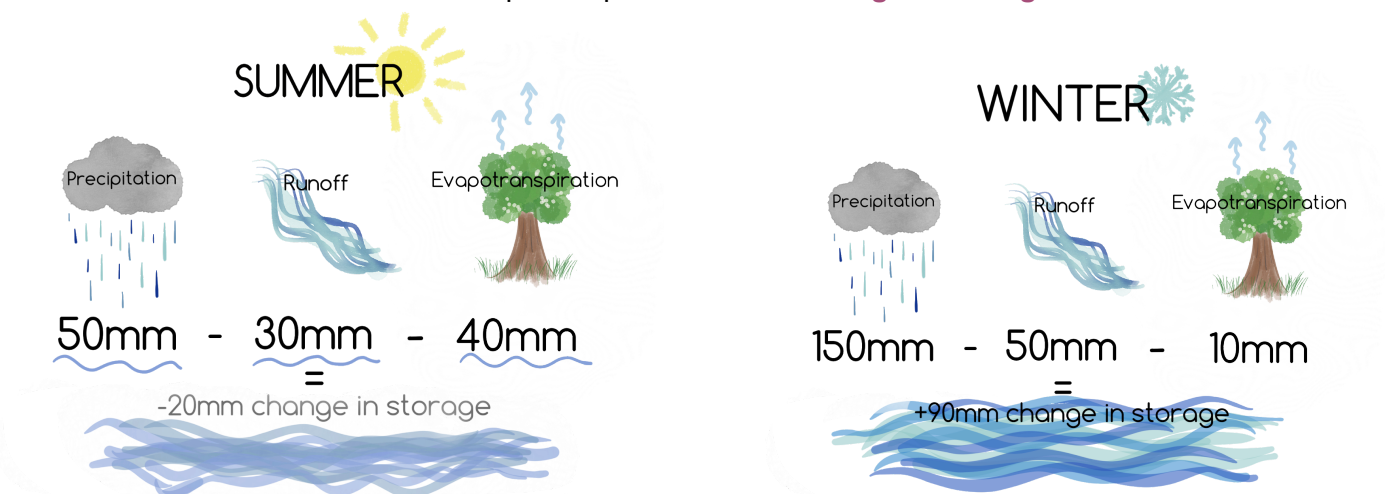 SUMMER
Precipitation
Runoff
Evapotranspiration
50mm - 30mm - 40mm
=
-20mm change in storage
WINTER
Precipitation
Runoff
Evapotranspiration
150mm - 50mm - 10mm
=
+90mm change in storage